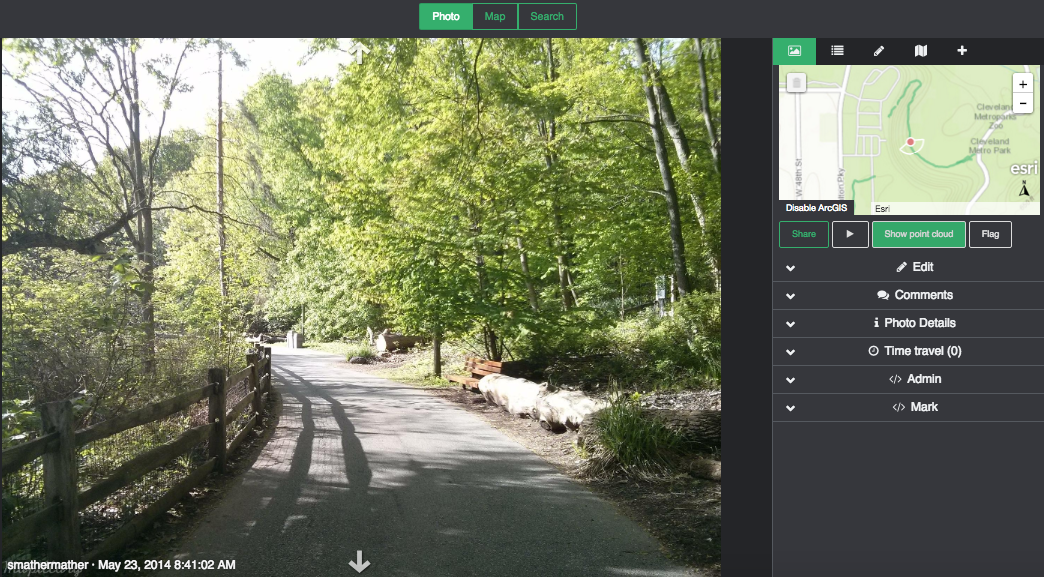 Photo Map Search
Cleveland
Metroparks
Zoo
Cleveland
Metro Park
W. 48th St
+
−
esri
Disable ArcGIS
Esri
Share Show point cloud Flag
Edit
Comments
Photo Details
Time travel (0)
Admin
Mark
smathermather · May 23, 2014 8:41:02 AM